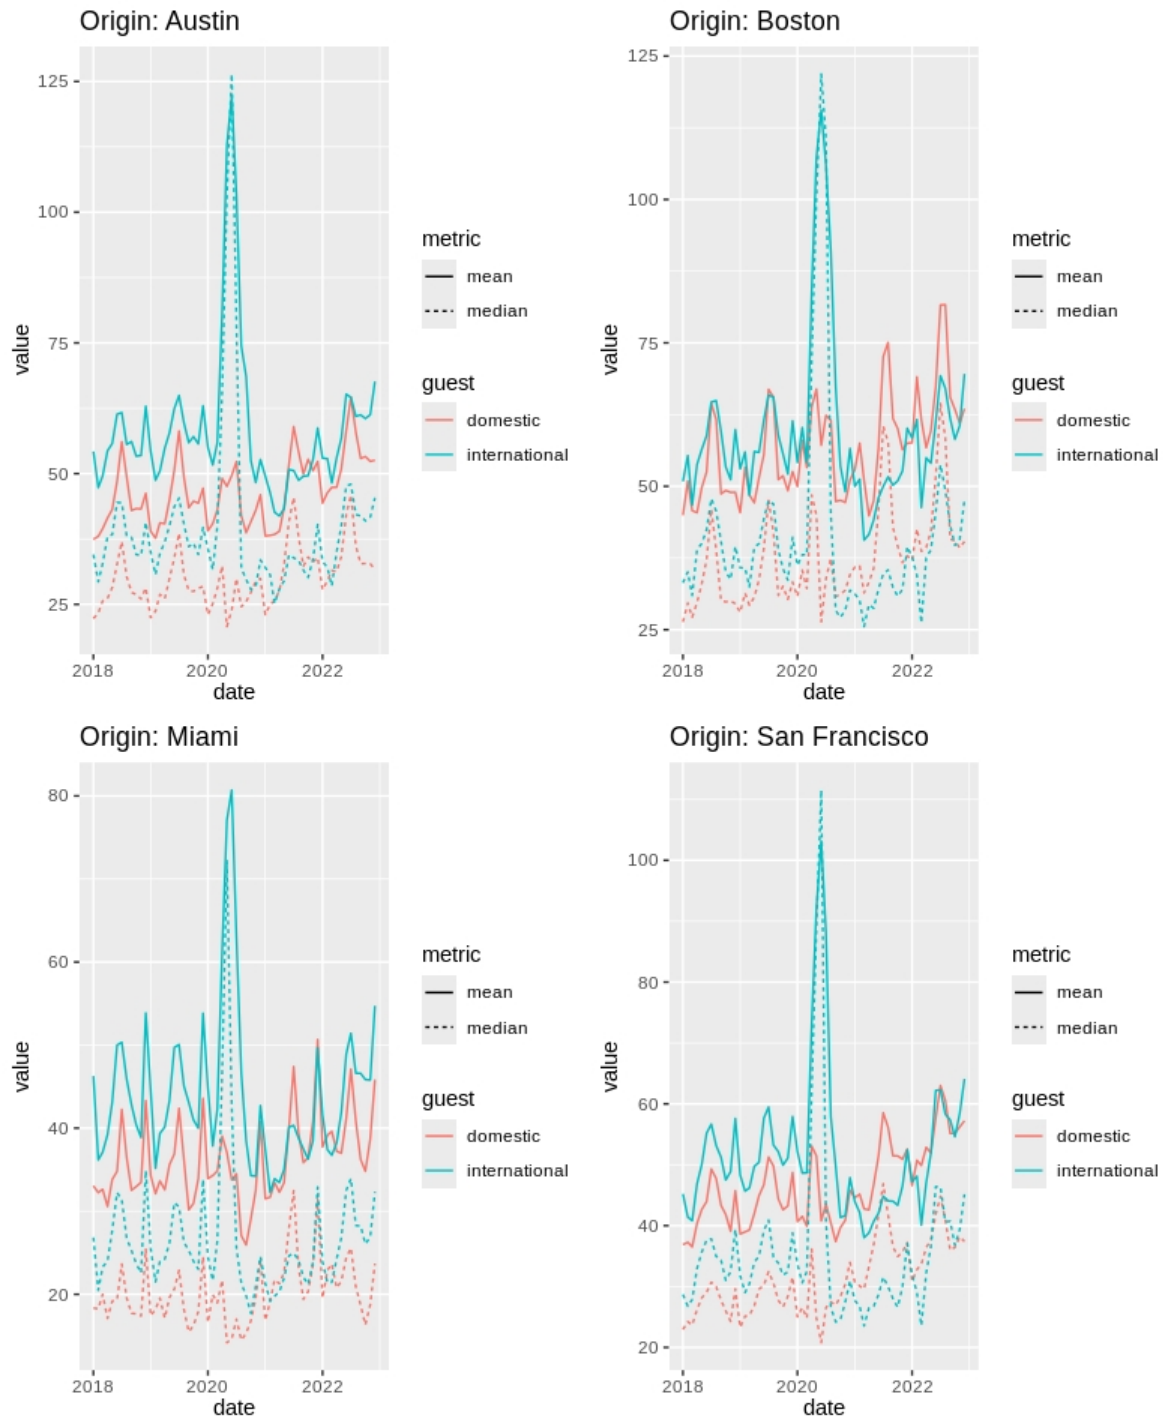 Origin: Austin
125
100
75
50
25
value
2018
2020
2022
date
metric
mean
median
guest
domestic
international
Origin: Boston
125
100
75
50
25
value
2018
2020
2022
date
metric
mean
median
guest
domestic
international
Origin: Miami
80
60
40
20
value
2018
2020
2022
date
metric
mean
median
guest
domestic
international
Origin: San Francisco
100
80
60
40
20
value
2018
2020
2022
date
metric
mean
median
guest
domestic
international